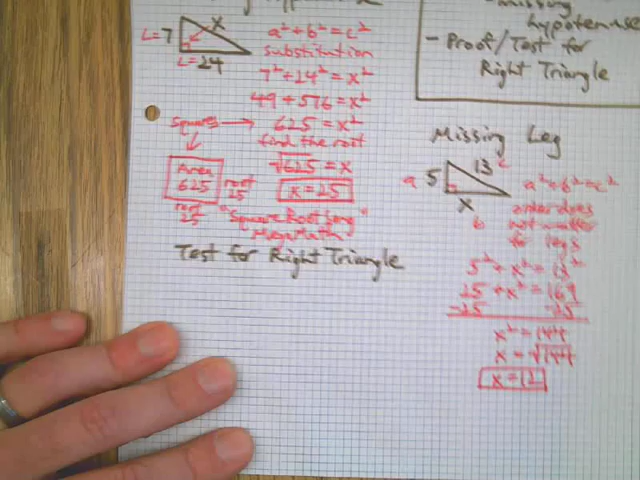 L=7
X
L=24
a²+b²=c²
substitution
7²+24²=x²
49+576=x²
Square → 625=x²
find the root
Area
625
root
25
root
25
√625=x
x=25
"Square Root Song
MegaMath"
Test for Right Triangle
- missing
hypotenuse
- Proof/Test for
Right Triangle
Missing Leg
a 5
13 c
X
b
a²+b²=c²
order does
not matter
for legs
5²+x²=13²
25+x²=169
-25 -25
x²=144
x=√144
x=12